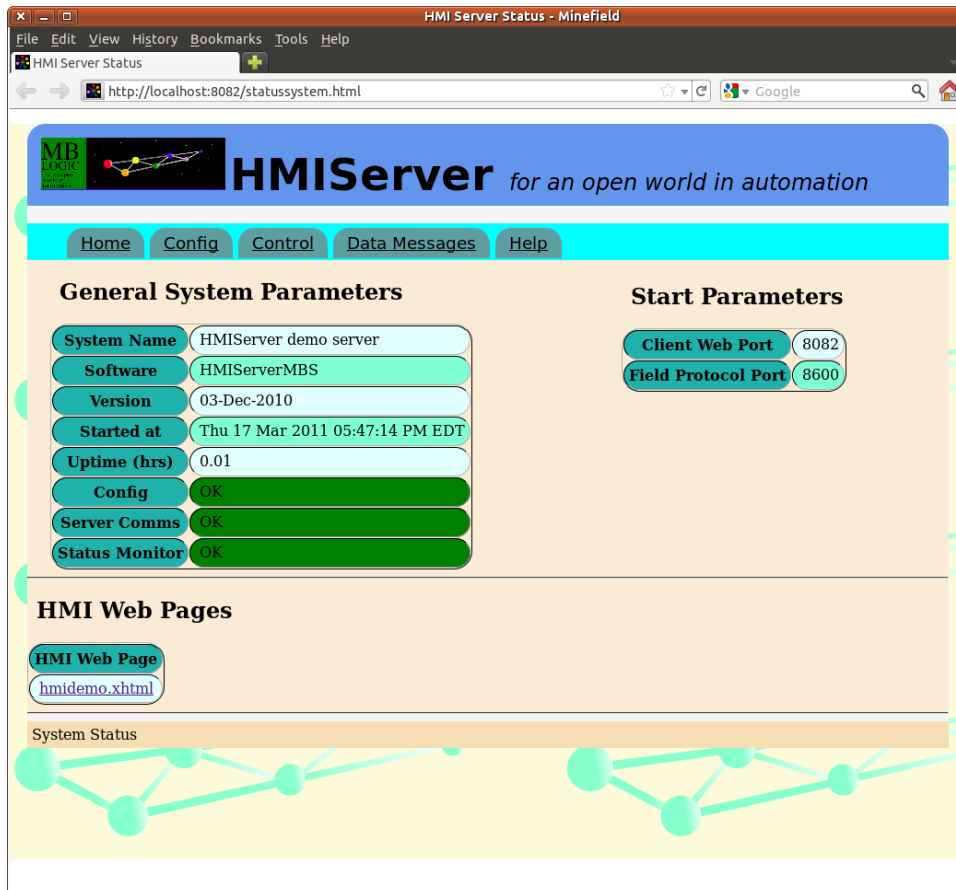 HMI Server Status - Minefield
File Edit View History Bookmarks Tools Help
HMI Server Status
http://localhost:8082/statussystem.html
Google
MB
LOGIC
HMIServer for an open world in automation
Home Config Control Data Messages Help
General System Parameters
System Name HMIServer demo server
Software HMIServerMBS
Version 03-Dec-2010
Started at Thu 17 Mar 2011 05:47:14 PM EDT
Uptime (hrs) 0.01
Config OK
Server Comms OK
Status Monitor OK
Start Parameters
Client Web Port 8082
Field Protocol Port 8600
HMI Web Pages
HMI Web Page
hmidemo.xhtml
System Status